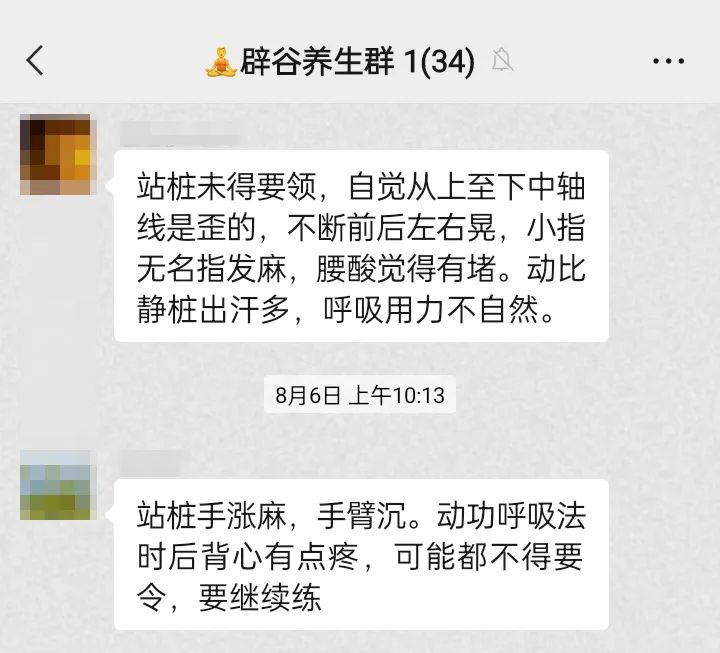 辟谷养生群 1(34)
站桩未得要领，自觉从上至下中轴
线是歪的，不断前后左右晃，小指
无名指发麻，腰酸觉得有堵。动比
静桩出汗多，呼吸用力不自然。
8月6日 上午10:13
站桩手涨麻，手臂沉。动功呼吸法
时后背心有点疼，可能都不得要
令，要继续练